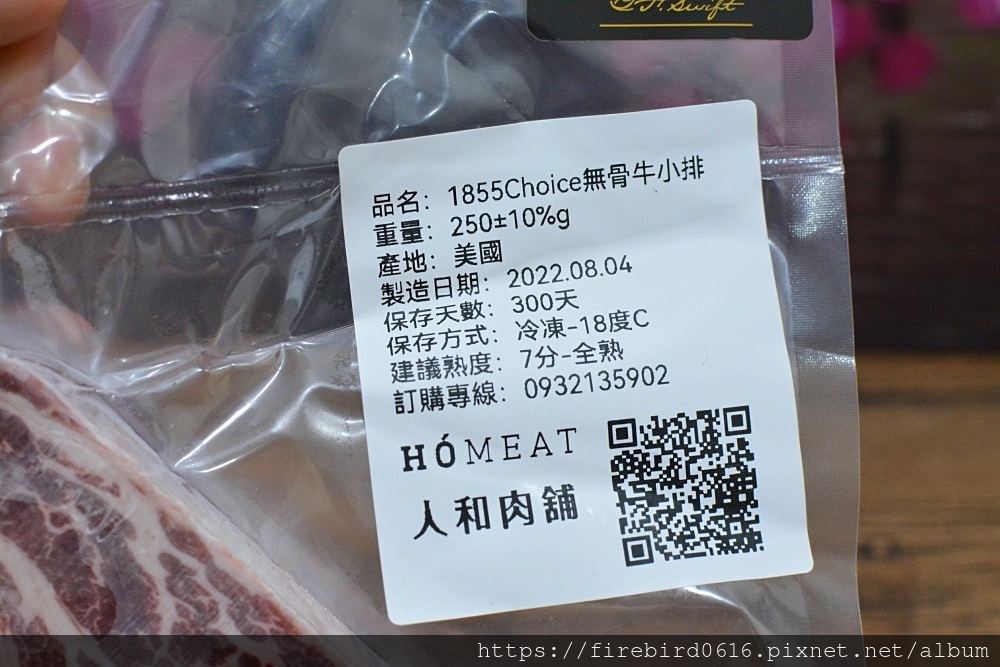 G.F. Swift
品名：1855Choice無骨牛小排
重量：250±10%g
產地：美國
製造日期：2022.08.04
保存天數：300天
保存方式：冷凍-18度C
建議熟度：7分-全熟
訂購專線：0932135902
HÓMEAT
人和肉舖
https://firebird0616.pixnet.net/album